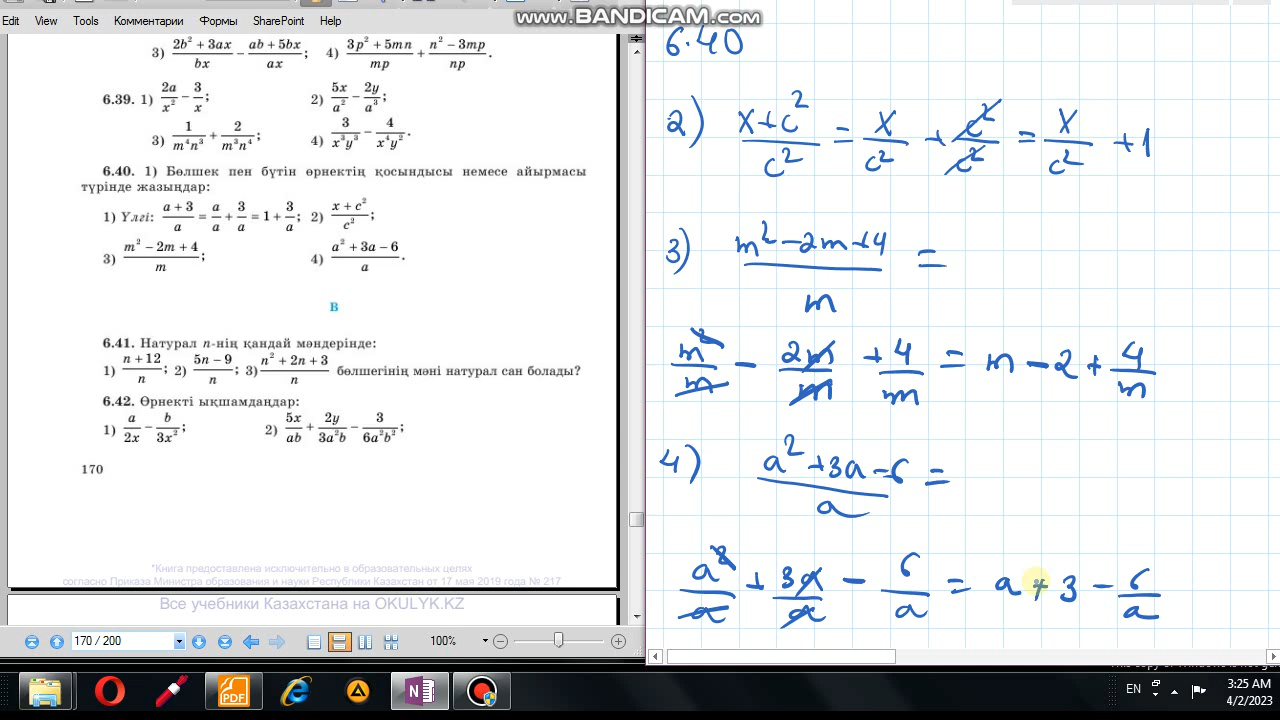 www.BANDICAM.com
Edit View Tools Комментарии Формы SharePoint Help
3) (2b² + 3ax)/bx − (ab + 5bx)/ax; 4) (3p² + 5mn)/mp + (n² − 3mp)/np.
6.39. 1) 2a/x² − 3/x; 2) 5x/a² − 2y/a³;
3) 1/m⁴n³ + 2/m³n⁴; 4) 3/x³y³ − 4/x⁴y².
6.40. 1) Бөлшек пен бүтін өрнектің қосындысы немесе айырмасы
түрінде жазыңдар:
1) Үлгі: (a + 3)/a = a/a + 3/a = 1 + 3/a; 2) (x + c²)/c²;
3) (m² − 2m + 4)/m; 4) (a² + 3a − 6)/a.
В
6.41. Натурал n-нің қандай мәндерінде:
1) (n + 12)/n; 2) (5n − 9)/n; 3) (n² + 2n + 3)/n бөлшегінің мәні натурал сан болады?
6.42. Өрнекті ықшамдаңдар:
1) a/2x − b/3x²; 2) 5x/ab + 2y/3a²b − 3/6a²b²;
170
*Книга предоставлена исключительно в образовательных целях
согласно Приказа Министра образования и науки Республики Казахстан от 17 мая 2019 года № 217
Все учебники Казахстана на OKULYK.KZ
170 / 200 100%
6.40
2) (x+c²)/c² = x/c² + c²/c² = x/c² + 1
3) (m² − 2m + 4)/m =
m²/m − 2m/m + 4/m = m − 2 + 4/m
4) (a² + 3a − 6)/a =
a²/a + 3a/a − 6/a = a + 3 − 6/a
PDF
EN
3:25 AM
4/2/2023